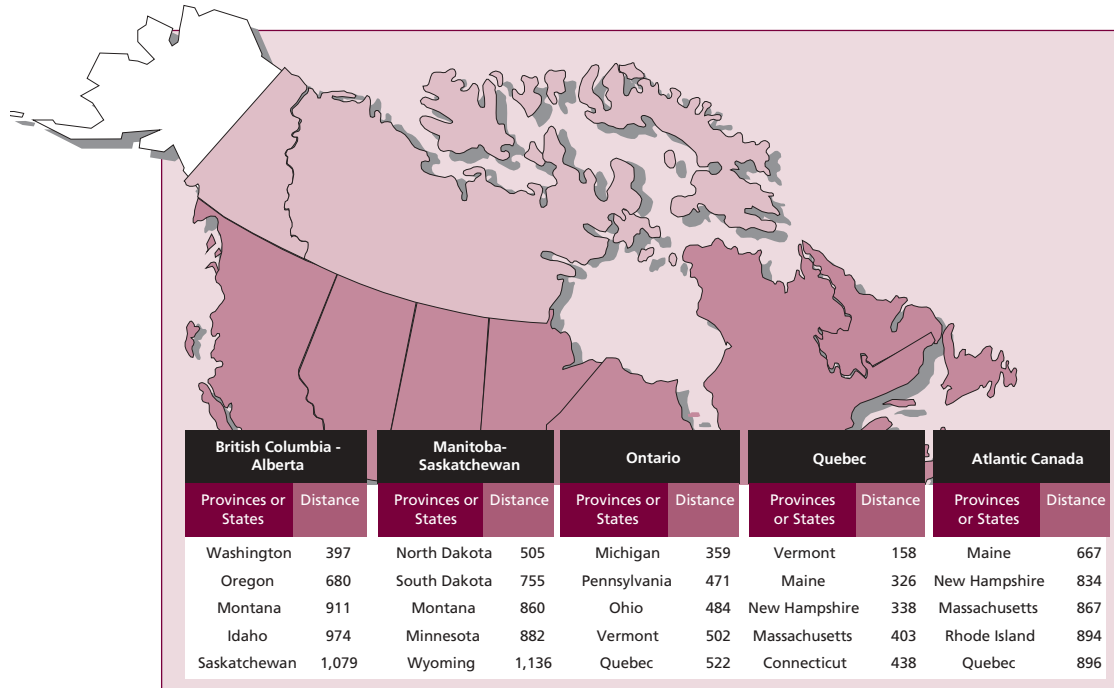 British Columbia -
Alberta
Provinces or
States
Distance
Washington 397
Oregon 680
Montana 911
Idaho 974
Saskatchewan 1,079
Manitoba-
Saskatchewan
Provinces or
States
Distance
North Dakota 505
South Dakota 755
Montana 860
Minnesota 882
Wyoming 1,136
Ontario
Provinces or
States
Distance
Michigan 359
Pennsylvania 471
Ohio 484
Vermont 502
Quebec 522
Quebec
Provinces
or States
Distance
Vermont 158
Maine 326
New Hampshire 338
Massachusetts 403
Connecticut 438
Atlantic Canada
Provinces
or States
Distance
Maine 667
New Hampshire 834
Massachusetts 867
Rhode Island 894
Quebec 896